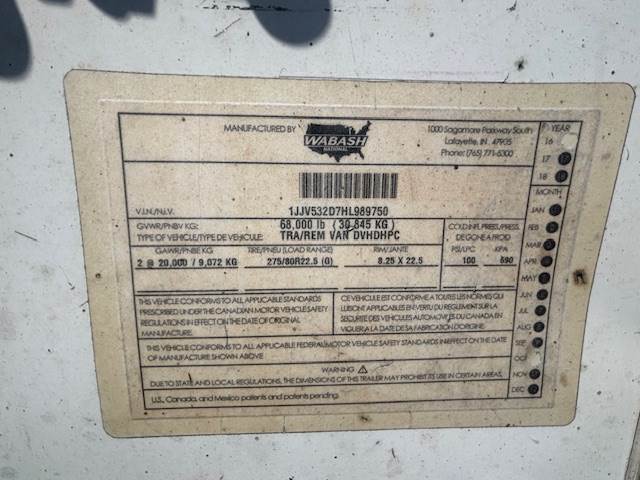 MANUFACTURED BY
WABASH
NATIONAL
1000 Sagamore Parkway South
Lafayette, IN. 47905
Phone: (765) 771-5300
V.I.N./N.I.V. 1JJV532D7HL989750
GVWR/PNBV KG: 68,000 lb (30,845 KG)
TYPE OF VEHICLE/TYPE DE VEHICULE: TRA/REM VAN DVHDHPC
COLD INFL.PRESS./PRESS.
DE GONF.A FROID
GAWR/PNBE KG TIRE/PNEU (LOAD RANGE) RIM/JANTE PSI/LPC KPA
2 @ 20,000 / 9,072 KG 275/80R22.5 (G) 8.25 X 22.5 100 690
THIS VEHICLE CONFORMS TO ALL APPLICABLE STANDARDS
PRESCRIBED UNDER THE CANADIAN MOTOR VEHICLE SAFETY
REGULATIONS IN EFFECT ON THE DATE OF ORIGINAL
MANUFACTURE.
CE VEHICULE EST CONFORME A TOUTES LES NORMES QUI
LUI SONT APPLICABLES EN VERTU DU REGLEMENT SUR LA
SECURITE DES VEHICULES AUTOMOBILES DU CANADA EN
VIGUEUR A LA DATE DE SA FABRICATION D'ORIGINE.
THIS VEHICLE CONFORMS TO ALL APPLICABLE FEDERAL MOTOR VEHICLE SAFETY STANDARDS IN EFFECT ON THE DATE
OF MANUFACTURE SHOWN ABOVE
WARNING ⚠
DUE TO STATE AND LOCAL REGULATIONS, THE DIMENSIONS OF THIS TRAILER MAY PROHIBIT ITS USE IN CERTAIN AREAS.
U.S., Canada, and Mexico patents and patents pending.
YEAR
16
17
18
MONTH
JAN
FEB
MAR
APR
MAY
JUN
JUL
AUG
SEP
OCT
NOV
DEC